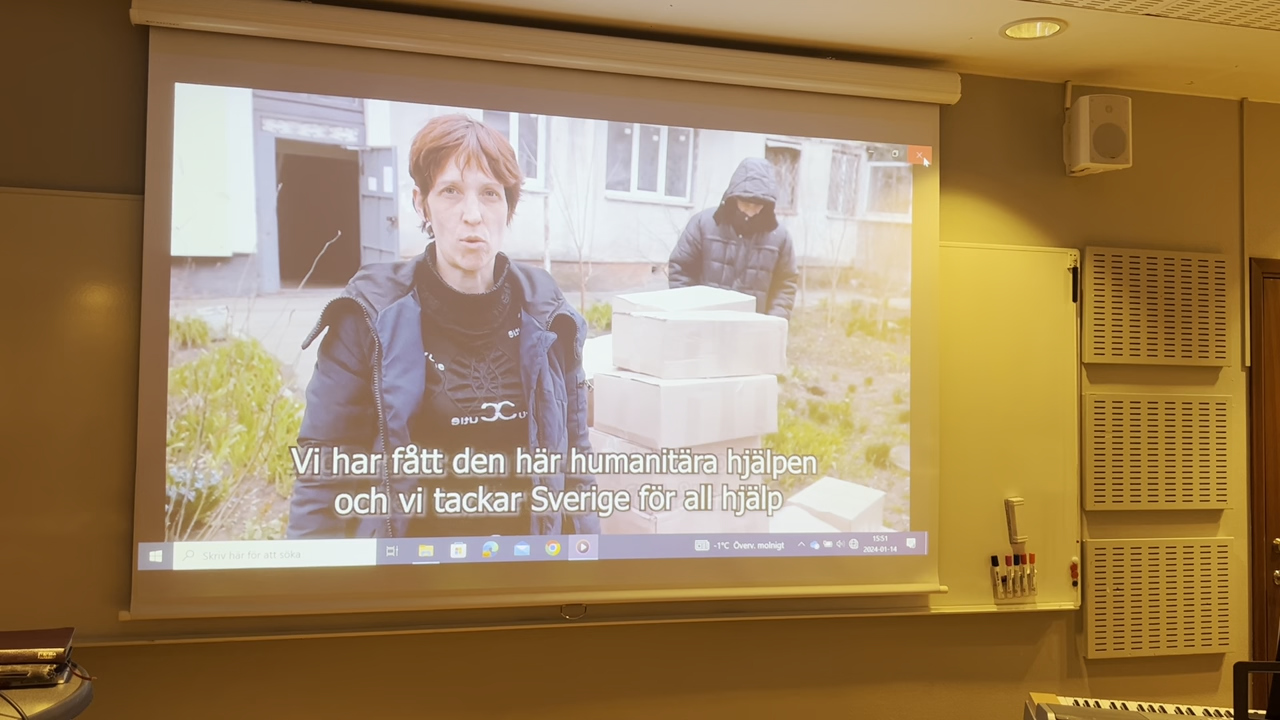 Vi har fått den här humanitära hjälpen
och vi tackar Sverige för all hjälp
Skriv här för att söka
-1°C Överv. molnigt
15:51
2024-01-14